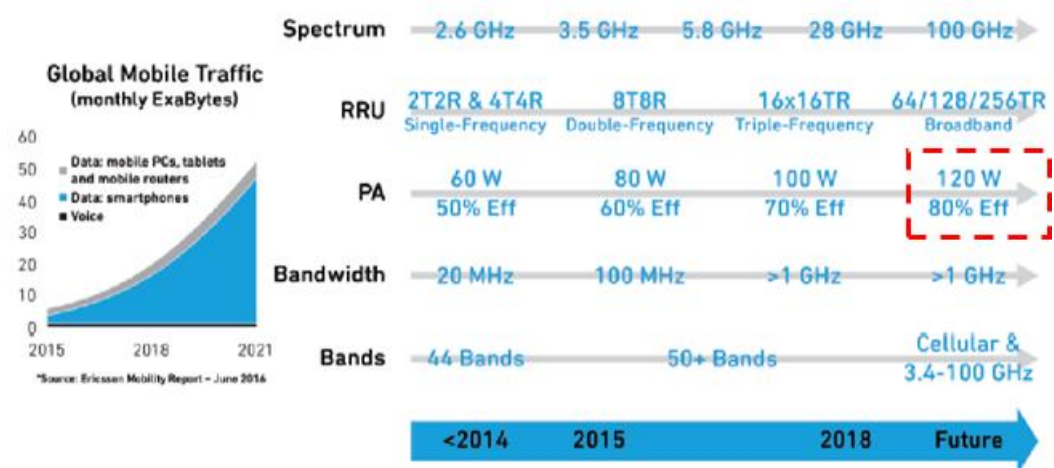 Global Mobile Traffic
(monthly ExaBytes)
60
50
40
30
20
10
0
Data: mobile PCs, tablets
and mobile routers
Data: smartphones
Voice
2015 2018 2021
*Source: Ericsson Mobility Report – June 2016
Spectrum 2.6 GHz 3.5 GHz 5.8 GHz 28 GHz 100 GHz
RRU 2T2R & 4T4R 8T8R 16x16TR 64/128/256TR
Single-Frequency Double-Frequency Triple-Frequency Broadband
PA 60 W 80 W 100 W 120 W
50% Eff 60% Eff 70% Eff 80% Eff
Bandwidth 20 MHz 100 MHz >1 GHz >1 GHz
Bands 44 Bands 50+ Bands Cellular &
3.4-100 GHz
<2014 2015 2018 Future